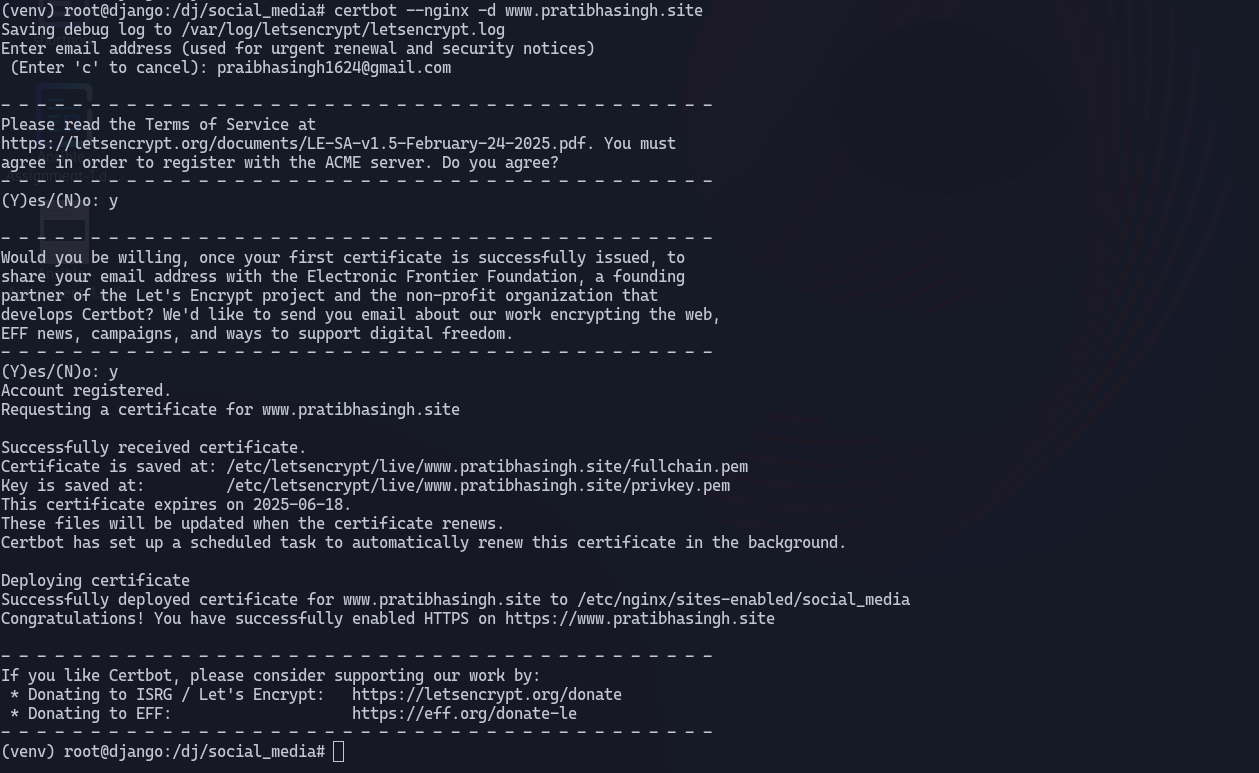 (venv) root@django:/dj/social_media# certbot --nginx -d www.pratibhasingh.site
Saving debug log to /var/log/letsencrypt/letsencrypt.log
Enter email address (used for urgent renewal and security notices)
 (Enter 'c' to cancel): praibhasingh1624@gmail.com

- - - - - - - - - - - - - - - - - - - - - - - - - - - - - - - - - - - - - - - -
Please read the Terms of Service at
https://letsencrypt.org/documents/LE-SA-v1.5-February-24-2025.pdf. You must
agree in order to register with the ACME server. Do you agree?
- - - - - - - - - - - - - - - - - - - - - - - - - - - - - - - - - - - - - - - -
(Y)es/(N)o: y

- - - - - - - - - - - - - - - - - - - - - - - - - - - - - - - - - - - - - - - -
Would you be willing, once your first certificate is successfully issued, to
share your email address with the Electronic Frontier Foundation, a founding
partner of the Let's Encrypt project and the non-profit organization that
develops Certbot? We'd like to send you email about our work encrypting the web,
EFF news, campaigns, and ways to support digital freedom.
- - - - - - - - - - - - - - - - - - - - - - - - - - - - - - - - - - - - - - - -
(Y)es/(N)o: y
Account registered.
Requesting a certificate for www.pratibhasingh.site

Successfully received certificate.
Certificate is saved at: /etc/letsencrypt/live/www.pratibhasingh.site/fullchain.pem
Key is saved at:         /etc/letsencrypt/live/www.pratibhasingh.site/privkey.pem
This certificate expires on 2025-06-18.
These files will be updated when the certificate renews.
Certbot has set up a scheduled task to automatically renew this certificate in the background.

Deploying certificate
Successfully deployed certificate for www.pratibhasingh.site to /etc/nginx/sites-enabled/social_media
Congratulations! You have successfully enabled HTTPS on https://www.pratibhasingh.site

- - - - - - - - - - - - - - - - - - - - - - - - - - - - - - - - - - - - - - - -
If you like Certbot, please consider supporting our work by:
 * Donating to ISRG / Let's Encrypt:   https://letsencrypt.org/donate
 * Donating to EFF:                    https://eff.org/donate-le
- - - - - - - - - - - - - - - - - - - - - - - - - - - - - - - - - - - - - - - -
(venv) root@django:/dj/social_media#